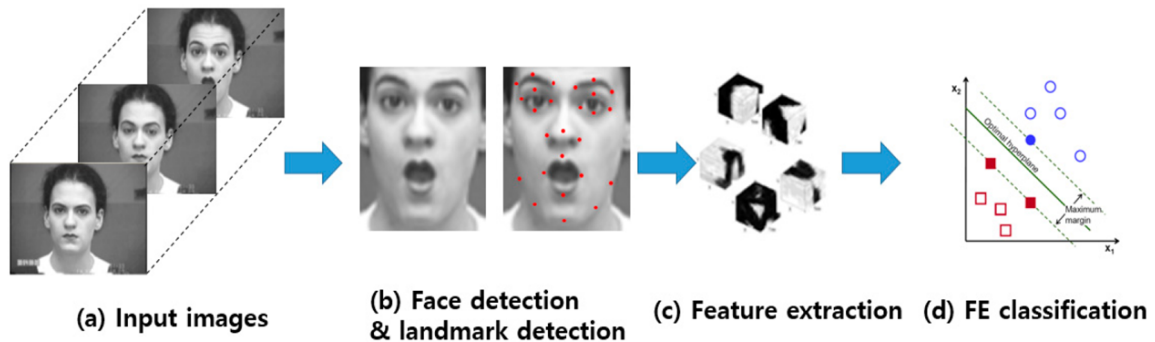 x₂
Optimal hyperplane
Maximum
margin
x₁
(a) Input images
(b) Face detection
& landmark detection
(c) Feature extraction
(d) FE classification